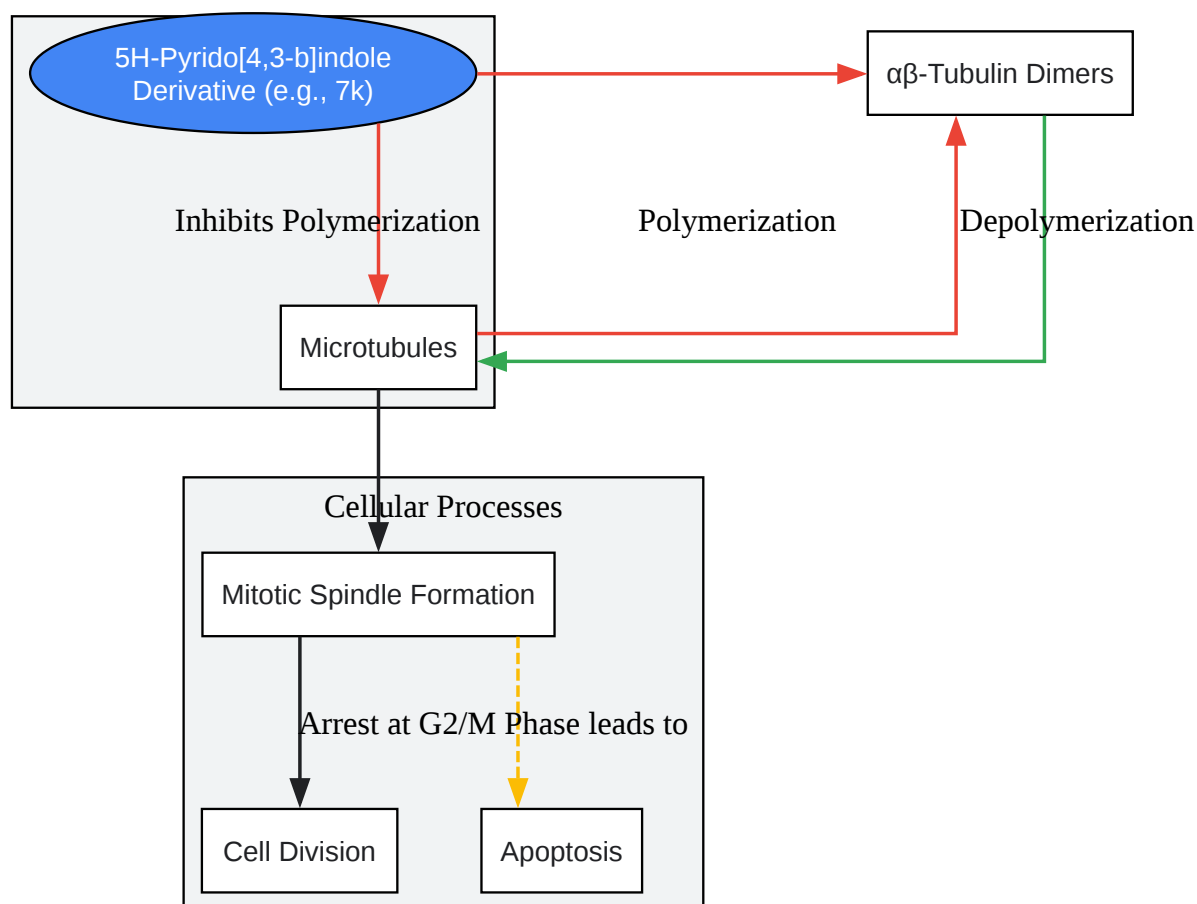 5H-Pyrido[4,3-b]indole
Derivative (e.g., 7k)
αβ-Tubulin Dimers
Inhibits Polymerization
Polymerization
Depolymerization
Microtubules
Cellular Processes
Mitotic Spindle Formation
Arrest at G2/M Phase leads to
Cell Division
Apoptosis